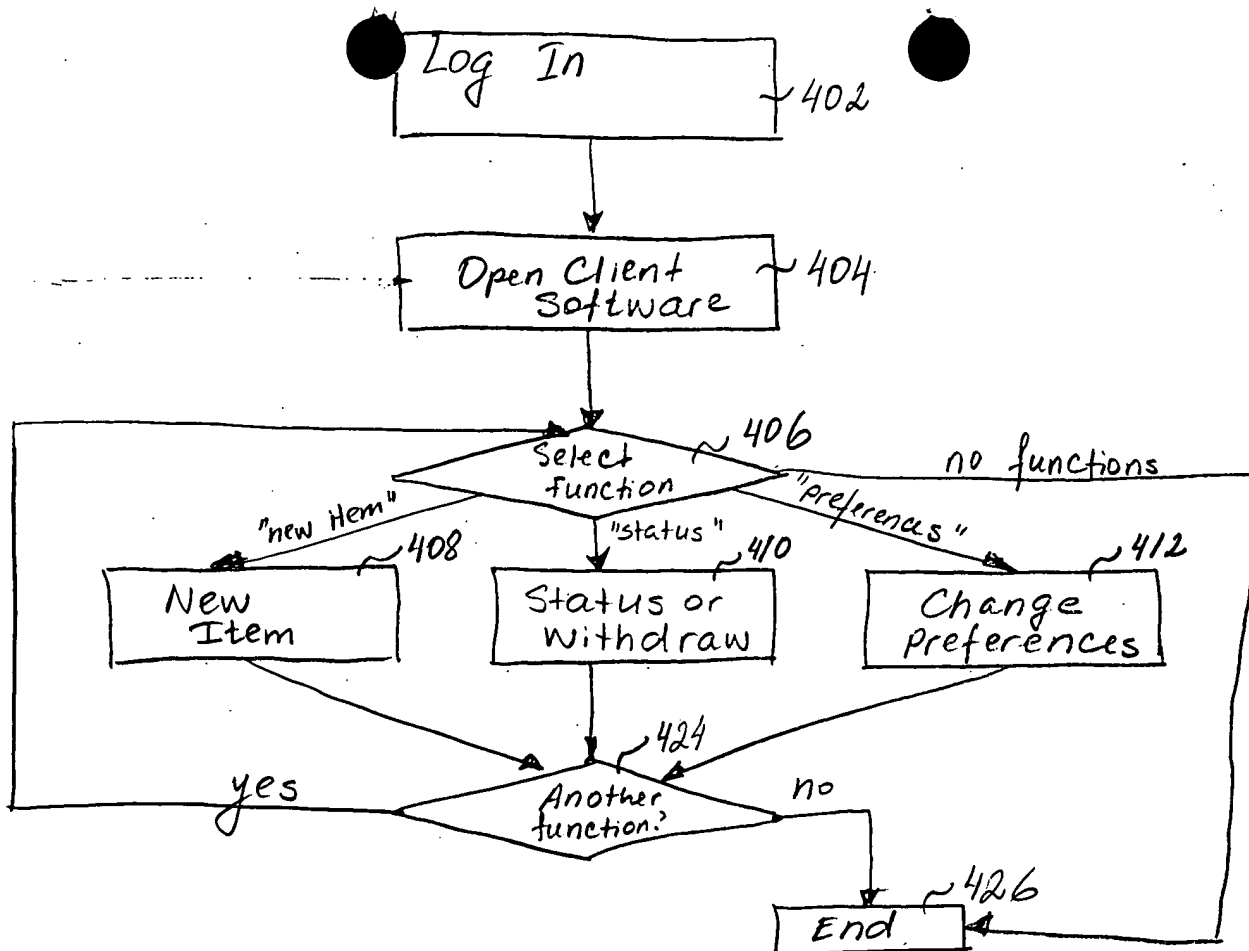 Log In
402
Open Client
Software
404
406
Select
function
no functions
"new item"
"status"
"preferences"
408
410
412
New
Item
Status or
Withdraw
Change
preferences
424
yes
Another
function?
no
426
End